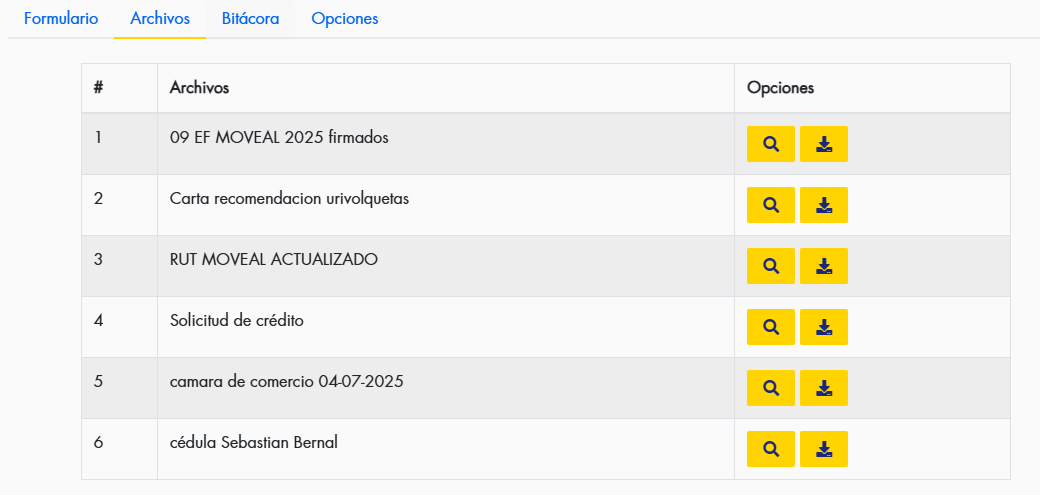 Formulario Archivos Bitácora Opciones
# Archivos Opciones
1 09 EF MOVEAL 2025 firmados
2 Carta recomendacion urivolquetas
3 RUT MOVEAL ACTUALIZADO
4 Solicitud de crédito
5 camara de comercio 04-07-2025
6 cédula Sebastian Bernal